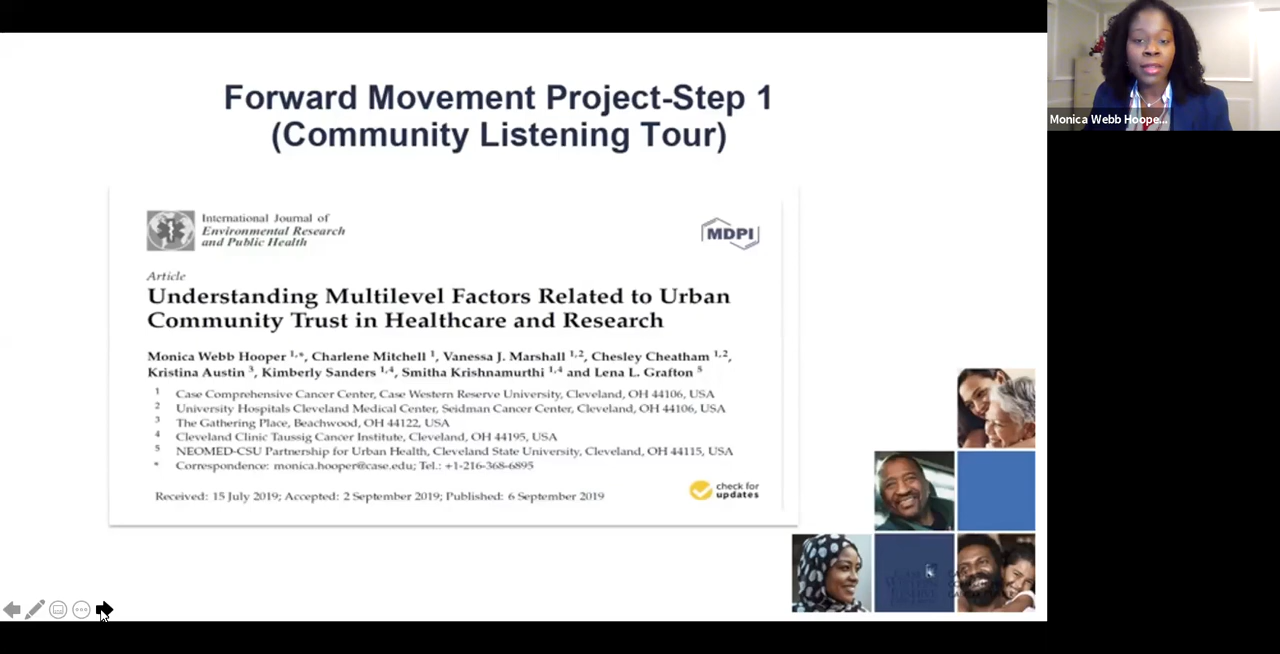 Forward Movement Project-Step 1
(Community Listening Tour)
International Journal of
Environmental Research
and Public Health
MDPI
Article
Understanding Multilevel Factors Related to Urban
Community Trust in Healthcare and Research
Monica Webb Hooper 1,*, Charlene Mitchell 1, Vanessa J. Marshall 1,2, Chesley Cheatham 1,2,
Kristina Austin 3, Kimberly Sanders 1,4, Smitha Krishnamurthi 1,4 and Lena L. Grafton 5
1 Case Comprehensive Cancer Center, Case Western Reserve University, Cleveland, OH 44106, USA
2 University Hospitals Cleveland Medical Center, Seidman Cancer Center, Cleveland, OH 44106, USA
3 The Gathering Place, Beachwood, OH 44122, USA
4 Cleveland Clinic Taussig Cancer Institute, Cleveland, OH 44195, USA
5 NEOMED-CSU Partnership for Urban Health, Cleveland State University, Cleveland, OH 44115, USA
* Correspondence: monica.hooper@case.edu; Tel.: +1-216-368-6895
Received: 15 July 2019; Accepted: 2 September 2019; Published: 6 September 2019
check for
updates
Monica Webb Hoope...